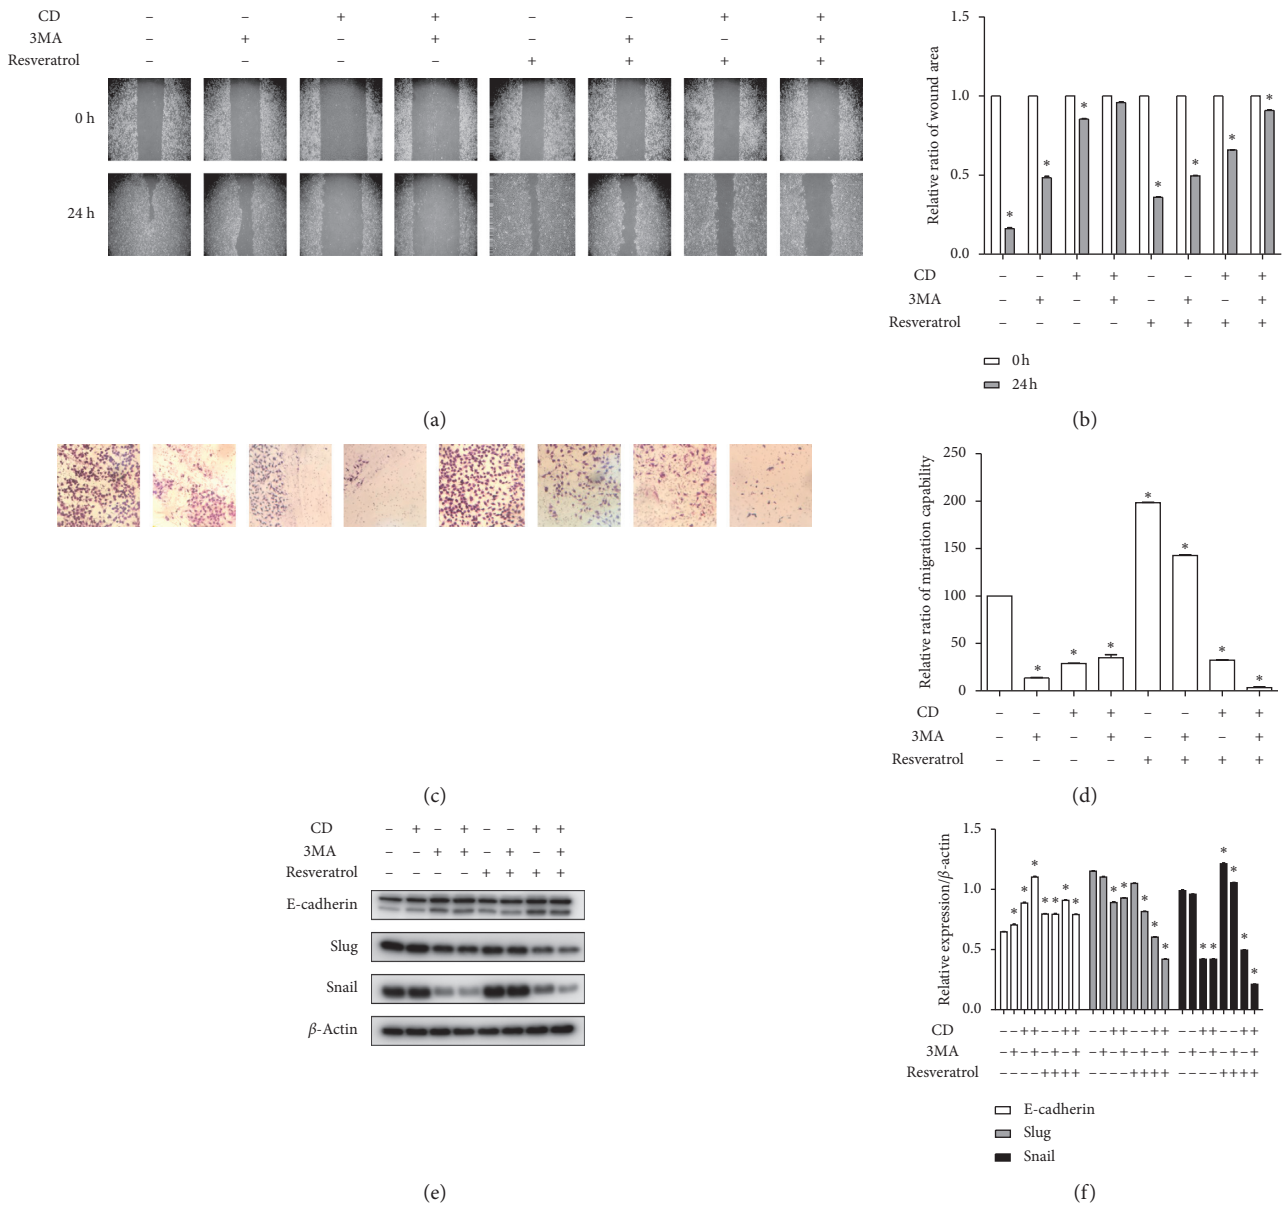 CD – – + + – – + +
3MA – + – + – + – +
Resveratrol – – – – + + + +
0 h
24 h
(a)
Relative ratio of wound area
1.5
1.0
0.5
0.0
* * * * * * *
CD – – + + – – + +
3MA – + – + – + – +
Resveratrol – – – – + + + +
0 h
24 h
(b)
(c)
Relative ratio of migration capability
250
200
150
100
50
0
* * * * * * *
CD – – + + – – + +
3MA – + – + – + – +
Resveratrol – – – – + + + +
(d)
CD – + – + – – + +
3MA – – + + – + – +
Resveratrol – – – – + + + +
E-cadherin
Slug
Snail
β-Actin
(e)
Relative expression/β-actin
1.5
1.0
0.5
0.0
* * * * * * * * * * * * * * * * * *
CD – – + + – – + + – – + + – – + + – – + + – – + +
3MA – + – + – + – + – + – + – + – + – + – + – + – +
Resveratrol – – – – + + + + – – – – + + + + – – – – + + + +
E-cadherin
Slug
Snail
(f)